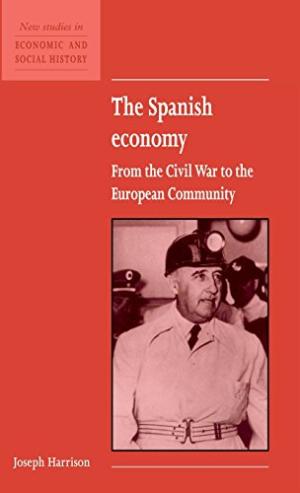 New studies in
ECONOMIC AND
SOCIAL HISTORY
The Spanish
economy
From the Civil War to the
European Community
Joseph Harrison